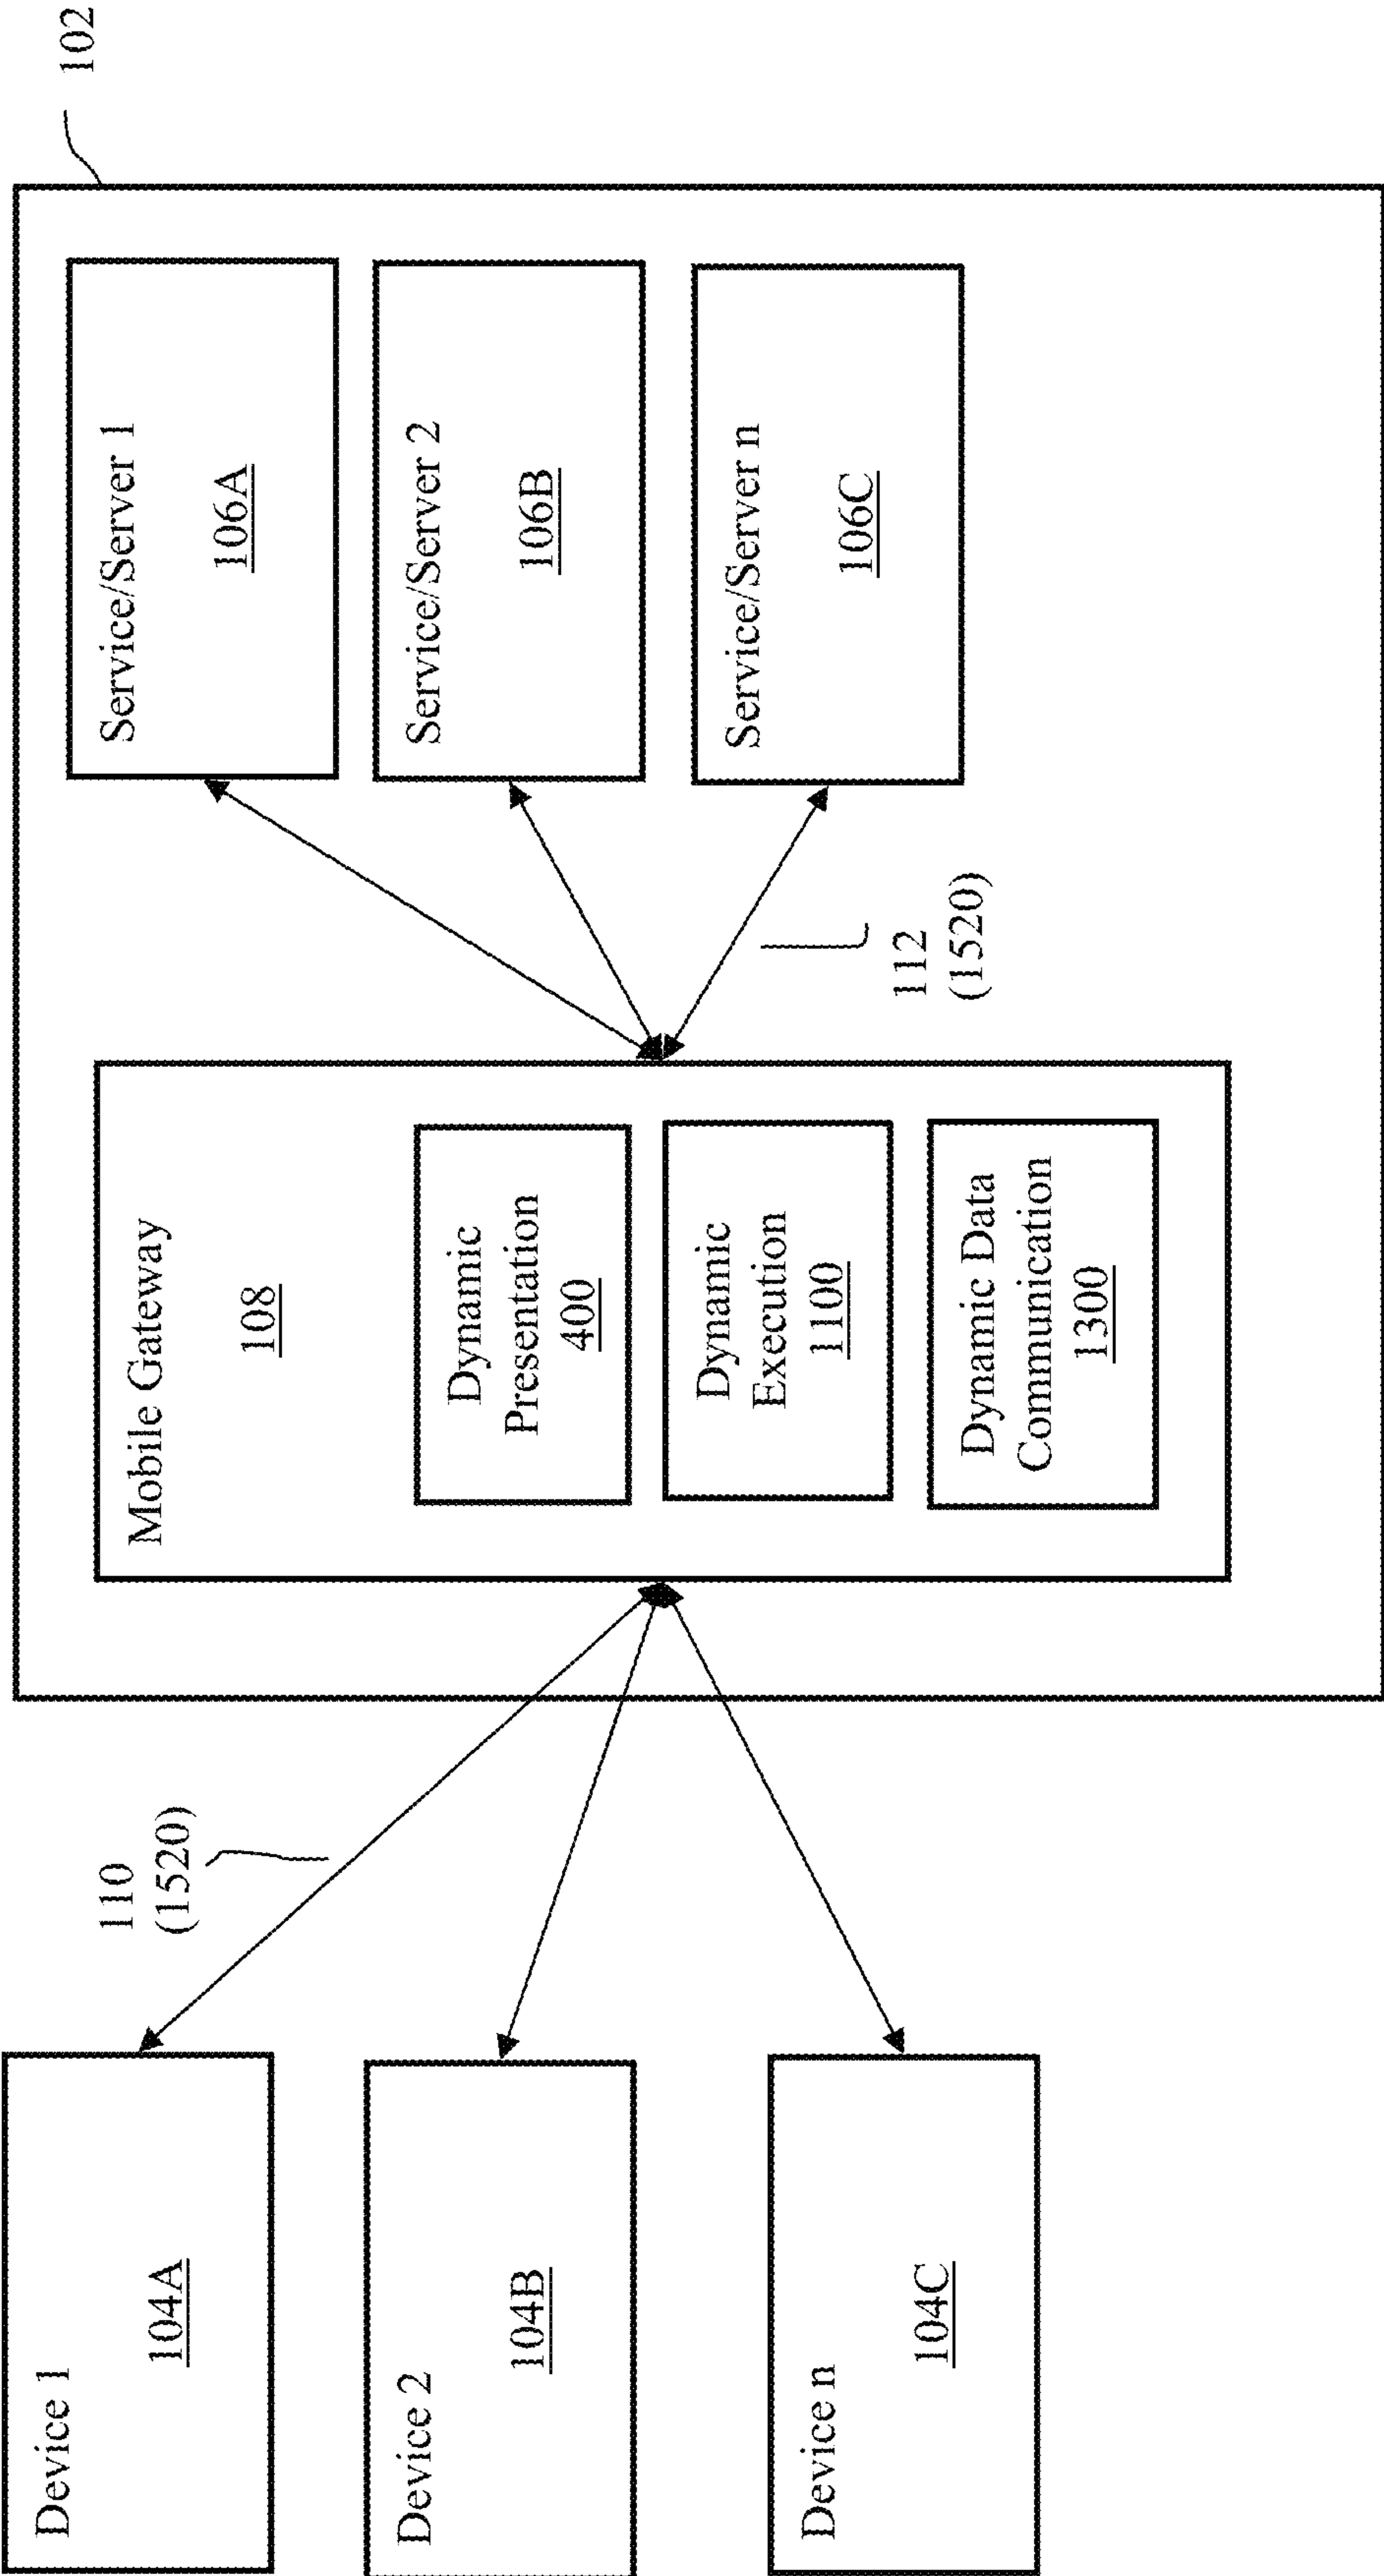 102
Device 1
104A
Device 2
104B
Device n
104C
110
(1520)
Mobile Gateway
108
Dynamic
Presentation
400
Dynamic
Execution
1100
Dynamic Data
Communication
1300
112
(1520)
Service/Server 1
106A
Service/Server 2
106B
Service/Server n
106C